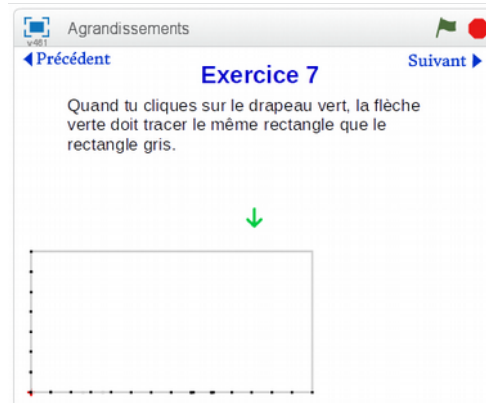 Agrandissements
v461
Précédent
Suivant
Exercice 7
Quand tu cliques sur le drapeau vert, la flèche
verte doit tracer le même rectangle que le
rectangle gris.